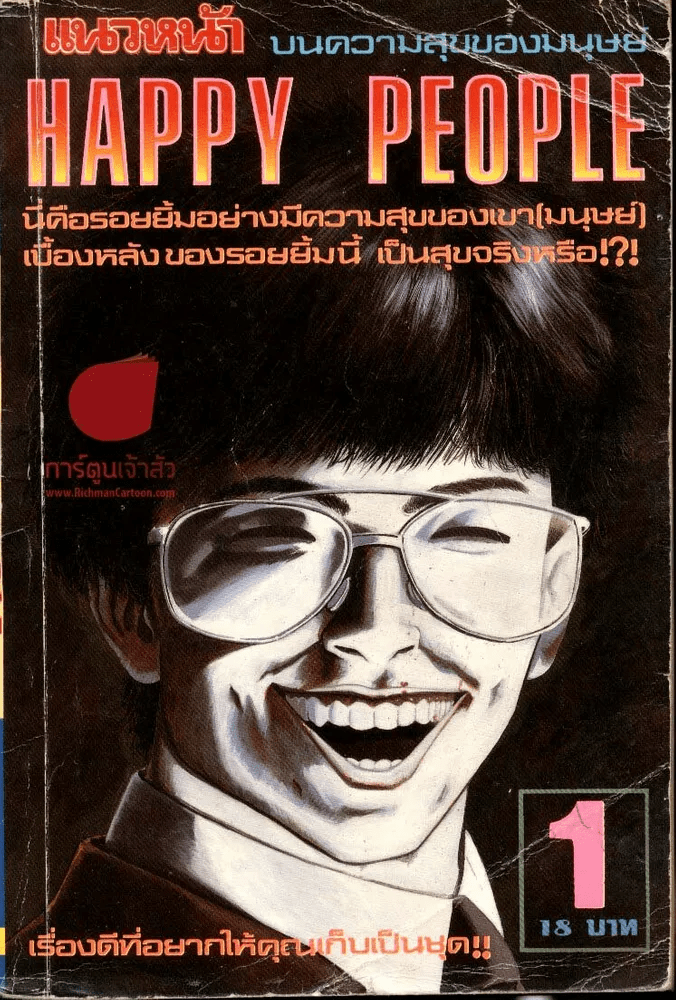 แนวหน้า บนความสุขของมนุษย์
HAPPY PEOPLE
นี่คือรอยยิ้มอย่างมีความสุขของเขา(มนุษย์)
เบื้องหลังของรอยยิ้มนี้ เป็นสุขจริงหรือ!?!
การ์ตูนเจ้าสัว
www.RichmanCartoon.com
1
18 บาท
เรื่องดีที่อยากให้คุณเก็บเป็นชุด!!